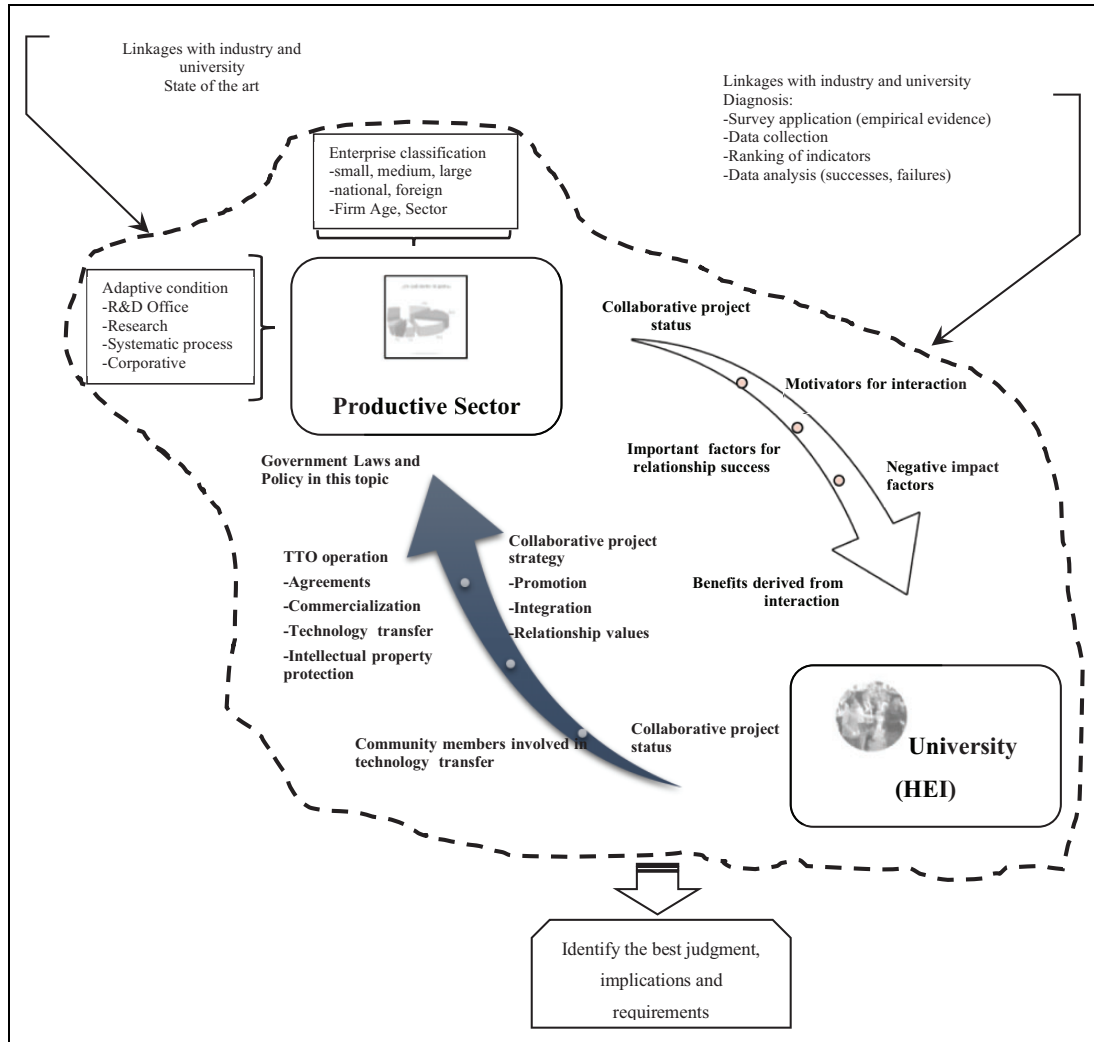 Linkages with industry and
university
State of the art
Linkages with industry and university
Diagnosis:
-Survey application (empirical evidence)
-Data collection
-Ranking of indicators
-Data analysis (successes, failures)
Enterprise classification
-small, medium, large
-national, foreign
-Firm Age, Sector
Adaptive condition
-R&D Office
-Research
-Systematic process
-Corporative
Productive Sector
Collaborative project
status
Motivators for interaction
Important factors for
relationship success
Negative impact
factors
Benefits derived from
interaction
Government Laws and
Policy in this topic
TTO operation
-Agreements
-Commercialization
-Technology transfer
-Intellectual property
protection
Collaborative project
strategy
-Promotion
-Integration
-Relationship values
Community members involved in
technology transfer
Collaborative project
status
University
(HEI)
Identify the best judgment,
implications and
requirements